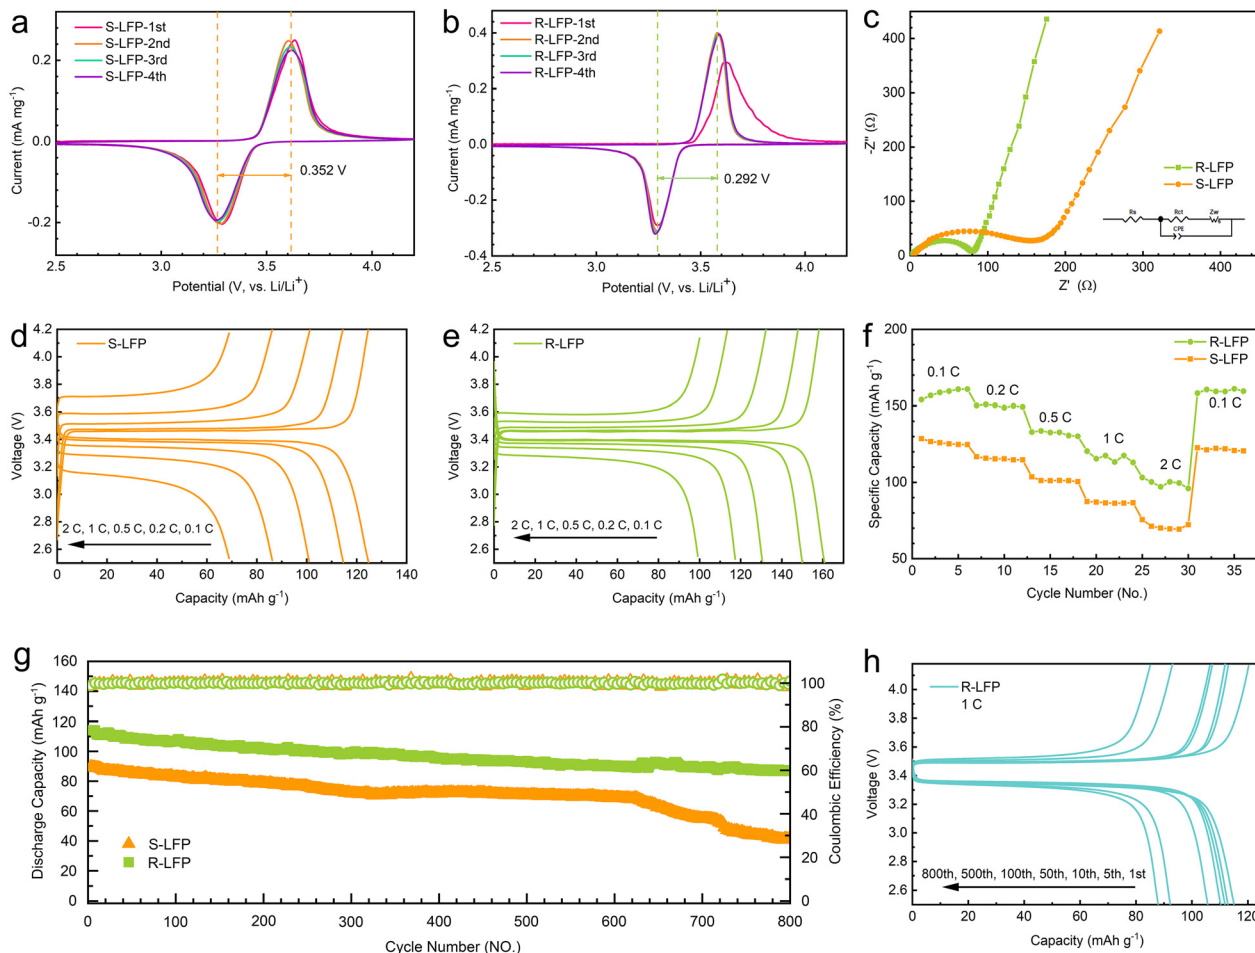 a
S-LFP-1st
S-LFP-2nd
S-LFP-3rd
S-LFP-4th
0.352 V
0.2
0.0
-0.2
Current (mA mg⁻¹)
2.5 3.0 3.5 4.0
Potential (V, vs. Li/Li⁺)
b
R-LFP-1st
R-LFP-2nd
R-LFP-3rd
R-LFP-4th
0.292 V
0.4
0.2
0.0
-0.2
-0.4
Current (mA mg⁻¹)
2.5 3.0 3.5 4.0
Potential (V, vs. Li/Li⁺)
c
R-LFP
S-LFP
Rs Rct Zw
CPE
400
300
200
100
0
-Z'' (Ω)
0 100 200 300 400
Z' (Ω)
d
S-LFP
2 C, 1 C, 0.5 C, 0.2 C, 0.1 C
4.2
4.0
3.8
3.6
3.4
3.2
3.0
2.8
2.6
Voltage (V)
0 20 40 60 80 100 120 140
Capacity (mAh g⁻¹)
e
R-LFP
2 C, 1 C, 0.5 C, 0.2 C, 0.1 C
4.2
4.0
3.8
3.6
3.4
3.2
3.0
2.8
2.6
Voltage (V)
0 20 40 60 80 100 120 140 160
Capacity (mAh g⁻¹)
f
R-LFP
S-LFP
0.1 C
0.2 C
0.5 C
1 C
2 C
0.1 C
200
150
100
50
Specific Capacity (mAh g⁻¹)
0 5 10 15 20 25 30 35
Cycle Number (No.)
g
S-LFP
R-LFP
160
140
120
100
80
60
40
20
0
Discharge Capacity (mAh g⁻¹)
100
80
60
40
20
0
Coulombic Efficiency (%)
0 100 200 300 400 500 600 700 800
Cycle Number (NO.)
h
R-LFP
1 C
800th, 500th, 100th, 50th, 10th, 5th, 1st
4.0
3.8
3.6
3.4
3.2
3.0
2.8
2.6
Voltage (V)
0 20 40 60 80 100 120
Capacity (mAh g⁻¹)